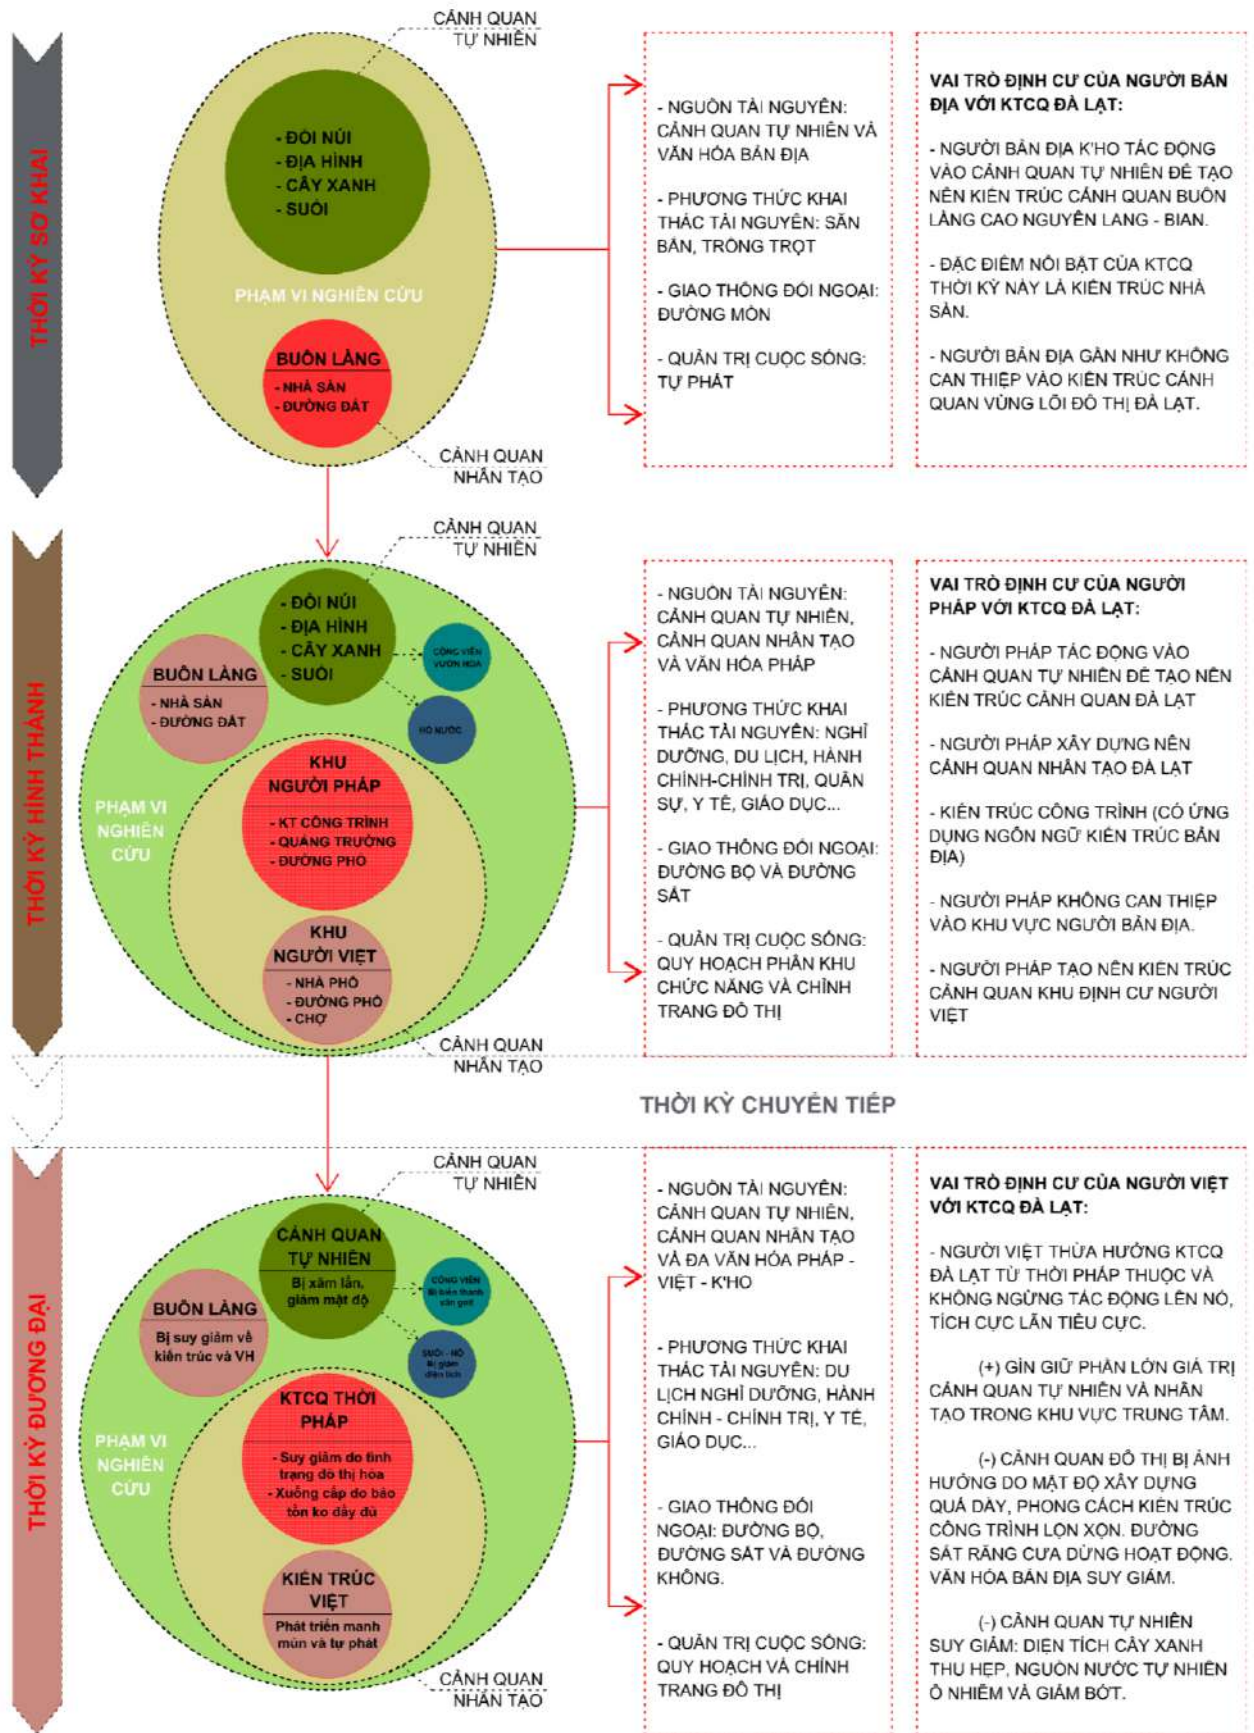 THỜI KỲ SƠ KHAI
CẢNH QUAN
TỰ NHIÊN
- ĐỒI NÚI
- ĐỊA HÌNH
- CÂY XANH
- SUỐI
PHẠM VI NGHIÊN CỨU
BUÔN LÀNG
- NHÀ SÀN
- ĐƯỜNG ĐẤT
CẢNH QUAN
NHÂN TẠO
- NGUỒN TÀI NGUYÊN:
CẢNH QUAN TỰ NHIÊN VÀ
VĂN HÓA BẢN ĐỊA
- PHƯƠNG THỨC KHAI
THÁC TÀI NGUYÊN: SĂN
BẮN, TRỒNG TRỌT
- GIAO THÔNG ĐỐI NGOẠI:
ĐƯỜNG MÒN
- QUẢN TRỊ CUỘC SỐNG:
TỰ PHÁT
VAI TRÒ ĐỊNH CƯ CỦA NGƯỜI BẢN
ĐỊA VỚI KTCQ ĐÀ LẠT:
- NGƯỜI BẢN ĐỊA K'HO TÁC ĐỘNG
VÀO CẢNH QUAN TỰ NHIÊN ĐỂ TẠO
NÊN KIẾN TRÚC CẢNH QUAN BUÔN
LÀNG CAO NGUYÊN LANG - BIAN.
- ĐẶC ĐIỂM NỔI BẬT CỦA KTCQ
THỜI KỲ NÀY LÀ KIẾN TRÚC NHÀ
SÀN.
- NGƯỜI BẢN ĐỊA GẦN NHƯ KHÔNG
CAN THIỆP VÀO KIẾN TRÚC CẢNH
QUAN VÙNG LÕI ĐÔ THỊ ĐÀ LẠT.
THỜI KỲ HÌNH THÀNH
CẢNH QUAN
TỰ NHIÊN
- ĐỒI NÚI
- ĐỊA HÌNH
- CÂY XANH
- SUỐI
CÔNG VIÊN
VƯỜN HOA
HỒ NƯỚC
BUÔN LÀNG
- NHÀ SÀN
- ĐƯỜNG ĐẤT
PHẠM VI
NGHIÊN
CỨU
KHU
NGƯỜI PHÁP
- KT CÔNG TRÌNH
- QUẢNG TRƯỜNG
- ĐƯỜNG PHỐ
KHU
NGƯỜI VIỆT
- NHÀ PHỐ
- ĐƯỜNG PHỐ
- CHỢ
CẢNH QUAN
NHÂN TẠO
- NGUỒN TÀI NGUYÊN:
CẢNH QUAN TỰ NHIÊN,
CẢNH QUAN NHÂN TẠO
VÀ VĂN HÓA PHÁP
- PHƯƠNG THỨC KHAI
THÁC TÀI NGUYÊN: NGHỈ
DƯỠNG, DU LỊCH, HÀNH
CHÍNH-CHÍNH TRỊ, QUÂN
SỰ, Y TẾ, GIÁO DỤC...
- GIAO THÔNG ĐỐI NGOẠI:
ĐƯỜNG BỘ VÀ ĐƯỜNG
SẮT
- QUẢN TRỊ CUỘC SỐNG:
QUY HOẠCH PHÂN KHU
CHỨC NĂNG VÀ CHỈNH
TRANG ĐÔ THỊ
VAI TRÒ ĐỊNH CƯ CỦA NGƯỜI
PHÁP VỚI KTCQ ĐÀ LẠT:
- NGƯỜI PHÁP TÁC ĐỘNG VÀO
CẢNH QUAN TỰ NHIÊN ĐỂ TẠO NÊN
KIẾN TRÚC CẢNH QUAN ĐÀ LẠT
- NGƯỜI PHÁP XÂY DỰNG NÊN
CẢNH QUAN NHÂN TẠO ĐÀ LẠT
- KIẾN TRÚC CÔNG TRÌNH (CÓ ỨNG
DỤNG NGÔN NGỮ KIẾN TRÚC BẢN
ĐỊA)
- NGƯỜI PHÁP KHÔNG CAN THIỆP
VÀO KHU VỰC NGƯỜI BẢN ĐỊA.
- NGƯỜI PHÁP TẠO NÊN KIẾN TRÚC
CẢNH QUAN KHU ĐỊNH CƯ NGƯỜI
VIỆT
THỜI KỲ CHUYỂN TIẾP
THỜI KỲ ĐƯƠNG ĐẠI
CẢNH QUAN
TỰ NHIÊN
CẢNH QUAN
TỰ NHIÊN
Bị xâm lấn,
giảm mật độ
CÔNG VIÊN
Bị biến thành
sân golf
SUỐI - HỒ
Bị giảm
diện tích
BUÔN LÀNG
Bị suy giảm về
kiến trúc và VH
PHẠM VI
NGHIÊN
CỨU
KTCQ THỜI
PHÁP
- Suy giảm do tình
trạng đô thị hóa
- Xuống cấp do bảo
tồn ko đầy đủ
KIẾN TRÚC
VIỆT
Phát triển manh
mún và tự phát
CẢNH QUAN
NHÂN TẠO
- NGUỒN TÀI NGUYÊN:
CẢNH QUAN TỰ NHIÊN,
CẢNH QUAN NHÂN TẠO
VÀ ĐA VĂN HÓA PHÁP -
VIỆT - K'HO
- PHƯƠNG THỨC KHAI
THÁC TÀI NGUYÊN: DU
LỊCH NGHỈ DƯỠNG, HÀNH
CHÍNH - CHÍNH TRỊ, Y TẾ,
GIÁO DỤC...
- GIAO THÔNG ĐỐI
NGOẠI: ĐƯỜNG BỘ,
ĐƯỜNG SẮT VÀ ĐƯỜNG
KHÔNG.
- QUẢN TRỊ CUỘC SỐNG:
QUY HOẠCH VÀ CHỈNH
TRANG ĐÔ THỊ
VAI TRÒ ĐỊNH CƯ CỦA NGƯỜI VIỆT
VỚI KTCQ ĐÀ LẠT:
- NGƯỜI VIỆT THỪA HƯỞNG KTCQ
ĐÀ LẠT TỪ THỜI PHÁP THUỘC VÀ
KHÔNG NGỪNG TÁC ĐỘNG LÊN NÓ,
TÍCH CỰC LẪN TIÊU CỰC.
(+) GÌN GIỮ PHẦN LỚN GIÁ TRỊ
CẢNH QUAN TỰ NHIÊN VÀ NHÂN
TẠO TRONG KHU VỰC TRUNG TÂM.
(-) CẢNH QUAN ĐÔ THỊ BỊ ẢNH
HƯỞNG DO MẬT ĐỘ XÂY DỰNG
QUÁ DÀY, PHONG CÁCH KIẾN TRÚC
CÔNG TRÌNH LỘN XỘN. ĐƯỜNG
SẮT RĂNG CƯA DỪNG HOẠT ĐỘNG.
VĂN HÓA BẢN ĐỊA SUY GIẢM.
(-) CẢNH QUAN TỰ NHIÊN
SUY GIẢM: DIỆN TÍCH CÂY XANH
THU HẸP, NGUỒN NƯỚC TỰ NHIÊN
Ô NHIỄM VÀ GIẢM BỚT.